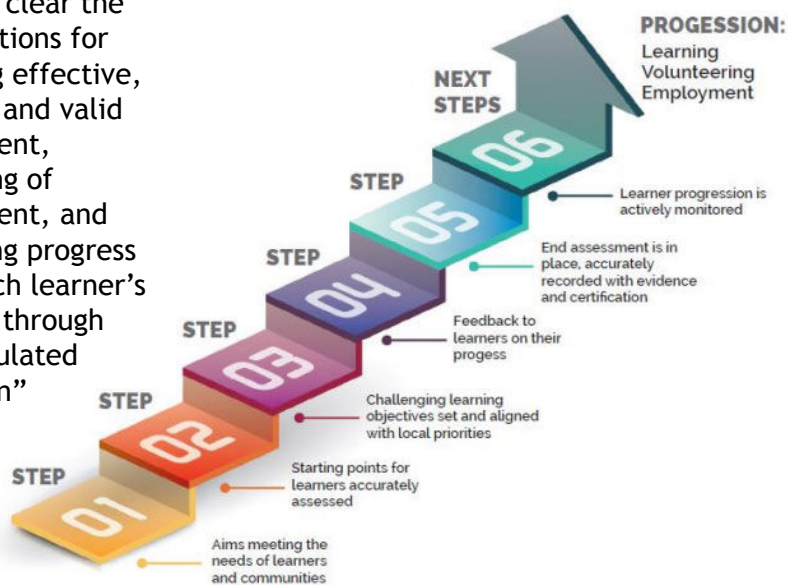 clear the
tions for
g effective,
and valid
ent,
ng of
ent, and
ng progress
ch learner's
through
ulated
n”
STEP
01
Aims meeting the
needs of learners
and communities
STEP
02
Starting points for
learners accurately
assessed
STEP
03
Challenging learning
objectives set and aligned
with local priorities
STEP
04
Feedback to
learners on their
progess
STEP
05
End assessment is in
place, accurately
recorded with evidence
and certification
NEXT
STEPS
06
Learner progression is
actively monitored
PROGESSION:
Learning
Volunteering
Employment